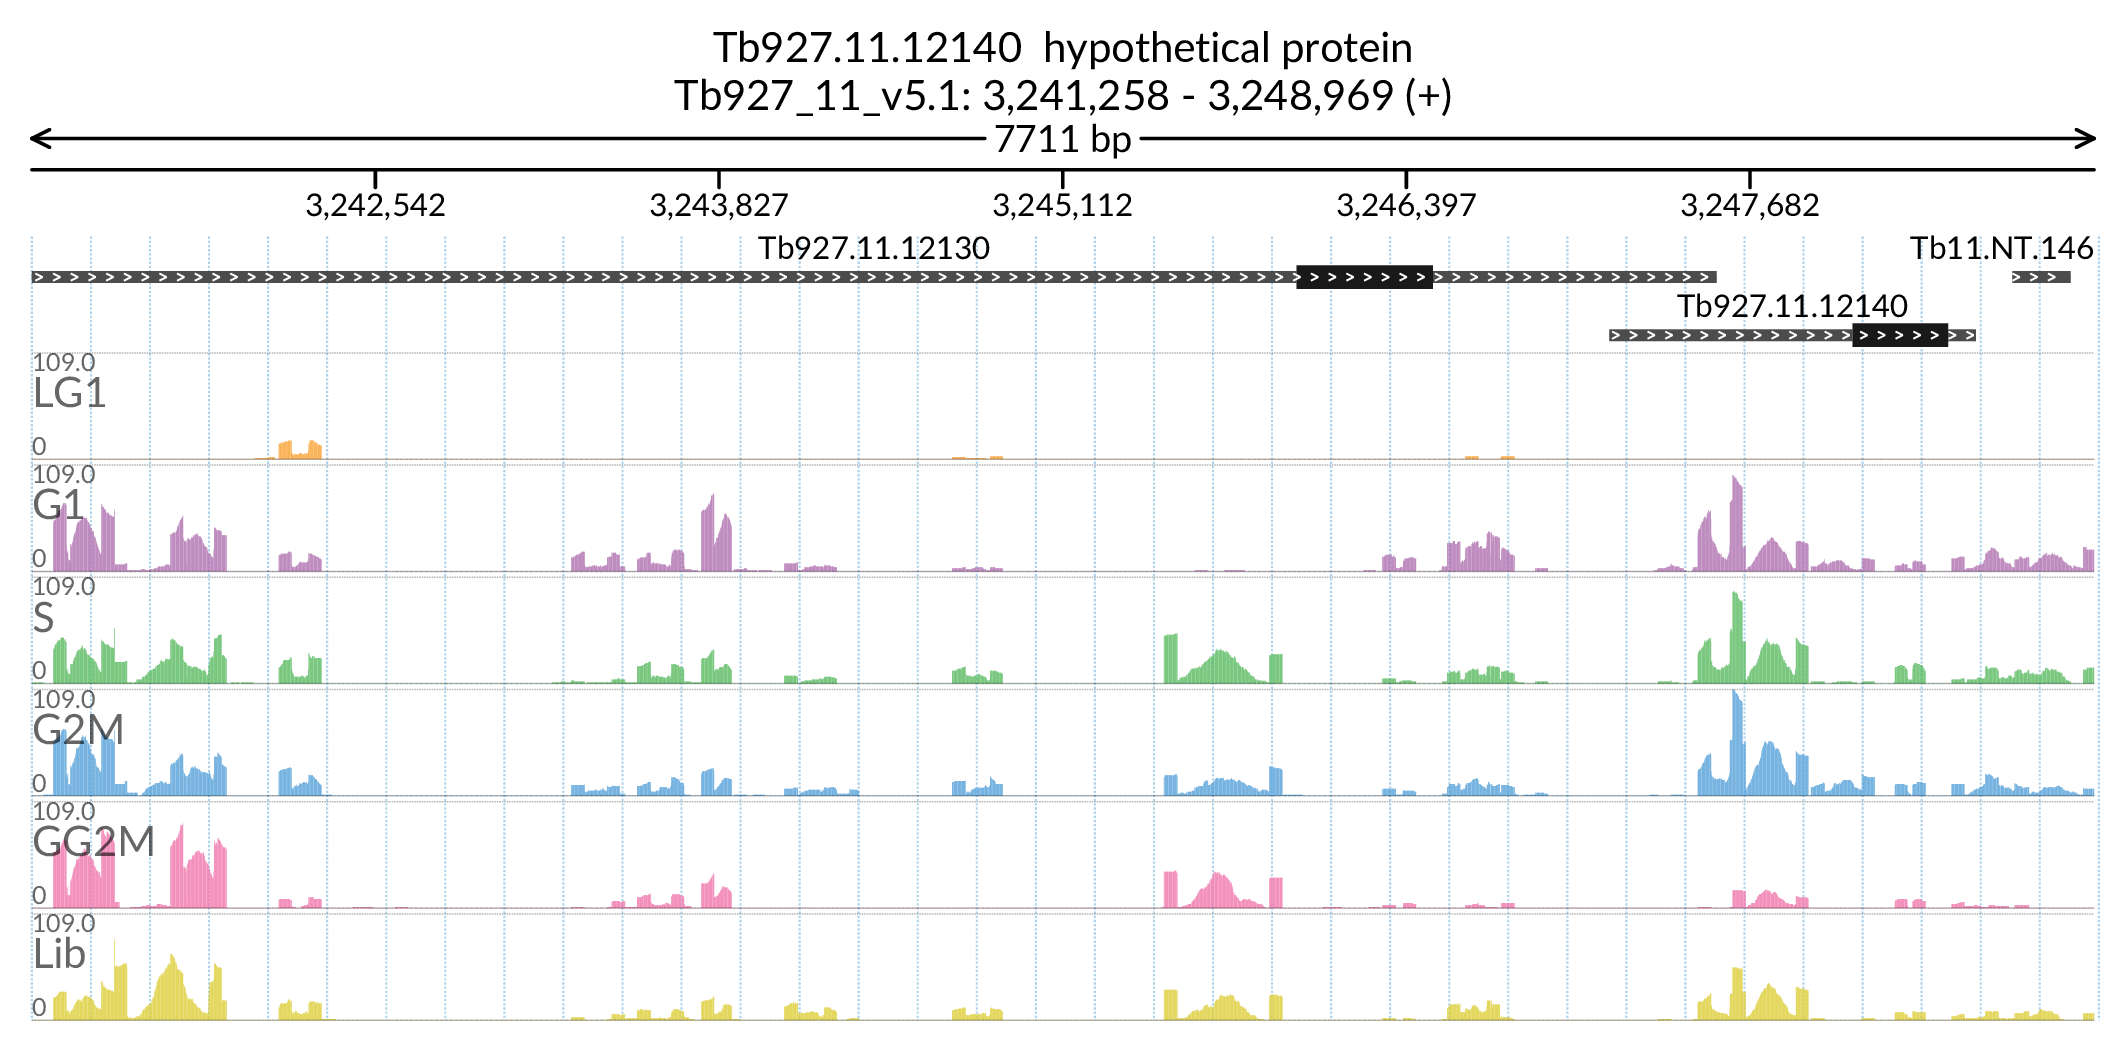 Tb927.11.12140 hypothetical protein
Tb927_11_v5.1: 3,241,258 - 3,248,969 (+)
7711 bp
3,242,542 3,243,827 3,245,112 3,246,397 3,247,682
Tb927.11.12130 Tb11.NT.146
Tb927.11.12140
109.0
LG1
0
109.0
G1
0
109.0
S
0
109.0
G2M
0
109.0
GG2M
0
109.0
Lib
0